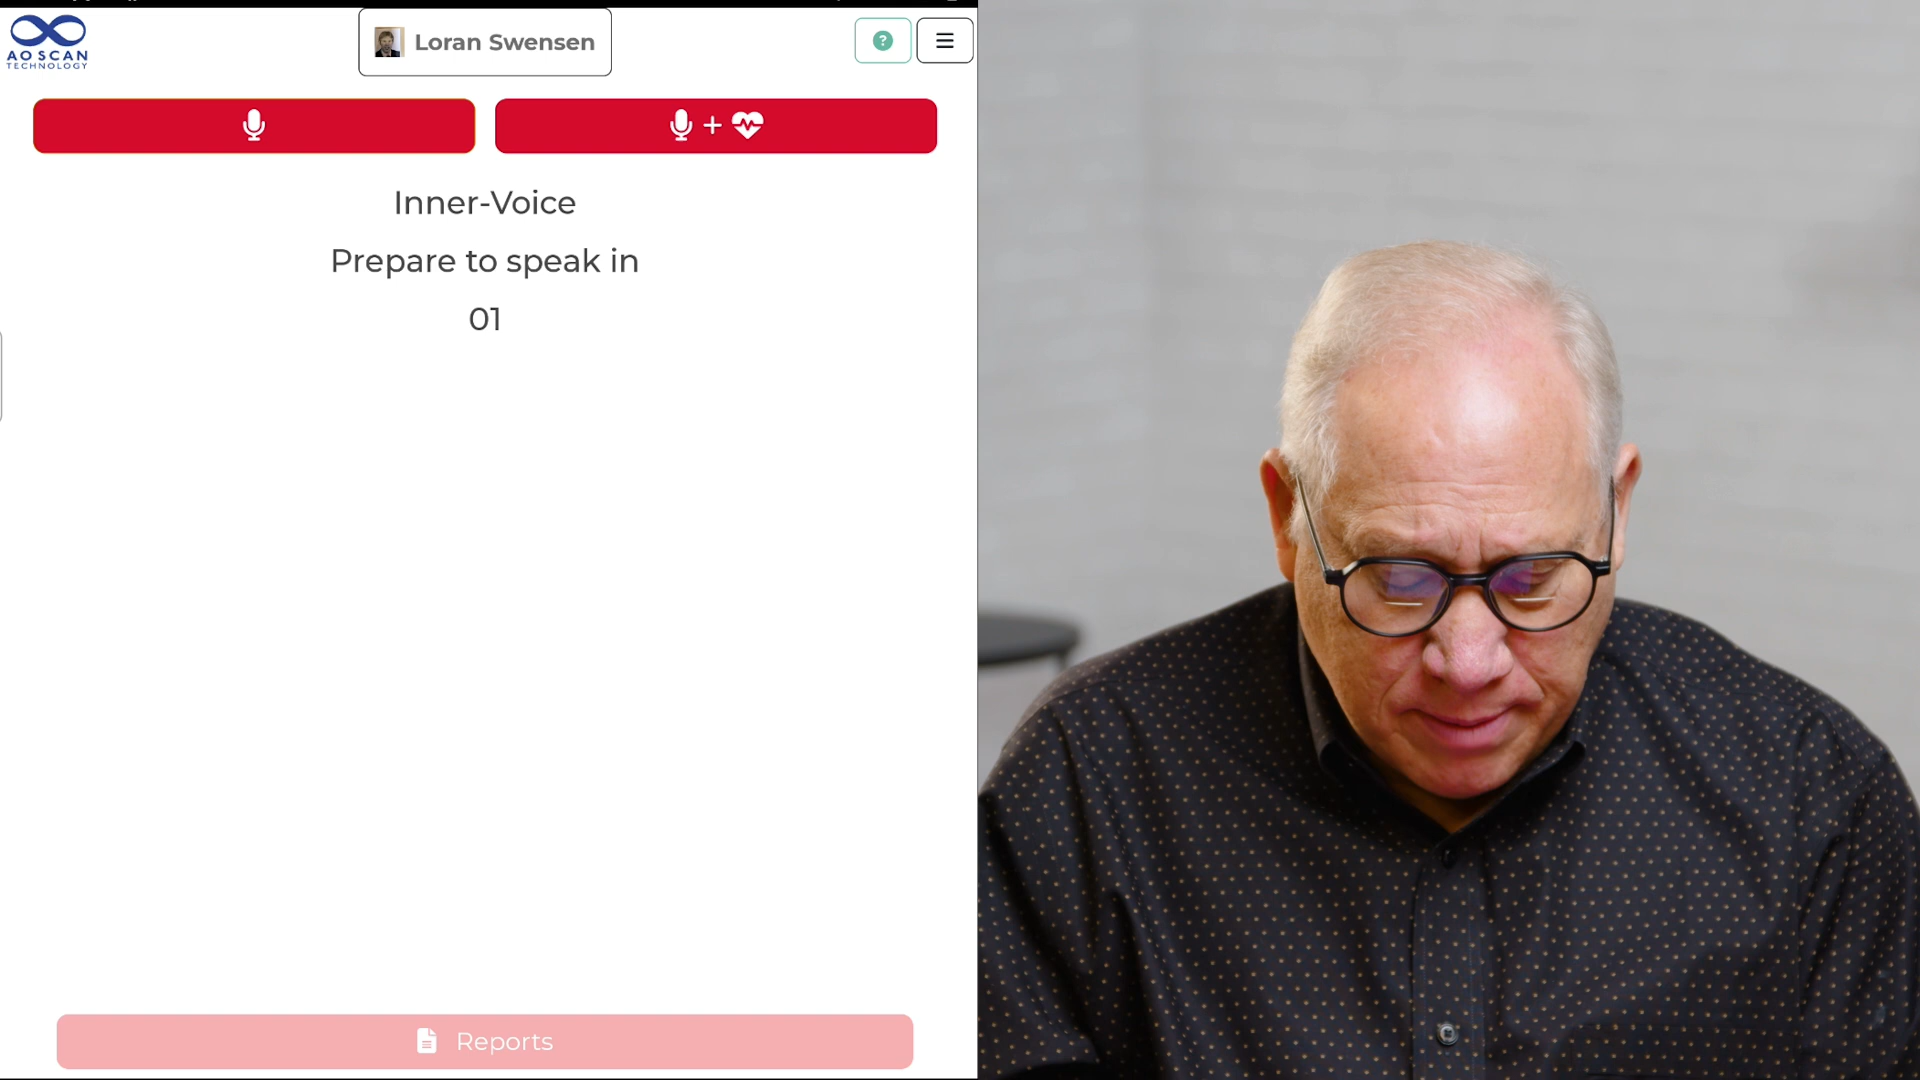 AO SCAN
TECHNOLOGY
Loran Swensen
?
+
Inner-Voice
Prepare to speak in
01
Reports